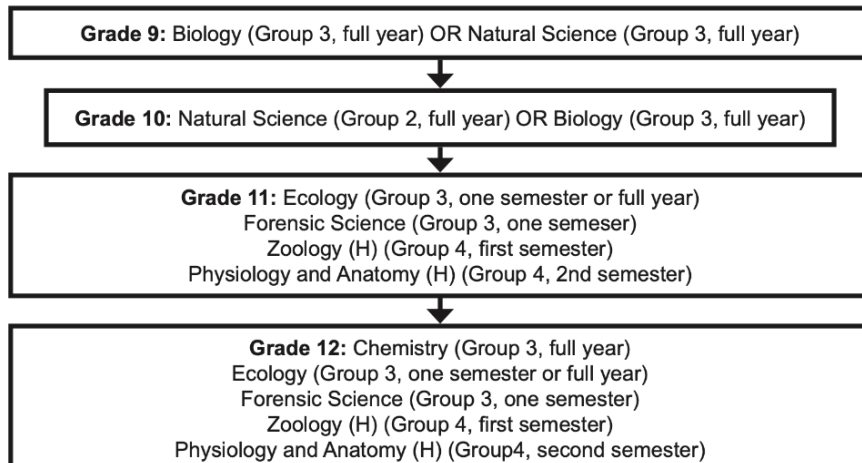 Grade 9: Biology (Group 3, full year) OR Natural Science (Group 3, full year)
Grade 10: Natural Science (Group 2, full year) OR Biology (Group 3, full year)
Grade 11: Ecology (Group 3, one semester or full year)
Forensic Science (Group 3, one semeser)
Zoology (H) (Group 4, first semester)
Physiology and Anatomy (H) (Group 4, 2nd semester)
Grade 12: Chemistry (Group 3, full year)
Ecology (Group 3, one semester or full year)
Forensic Science (Group 3, one semester)
Zoology (H) (Group 4, first semester)
Physiology and Anatomy (H) (Group4, second semester)